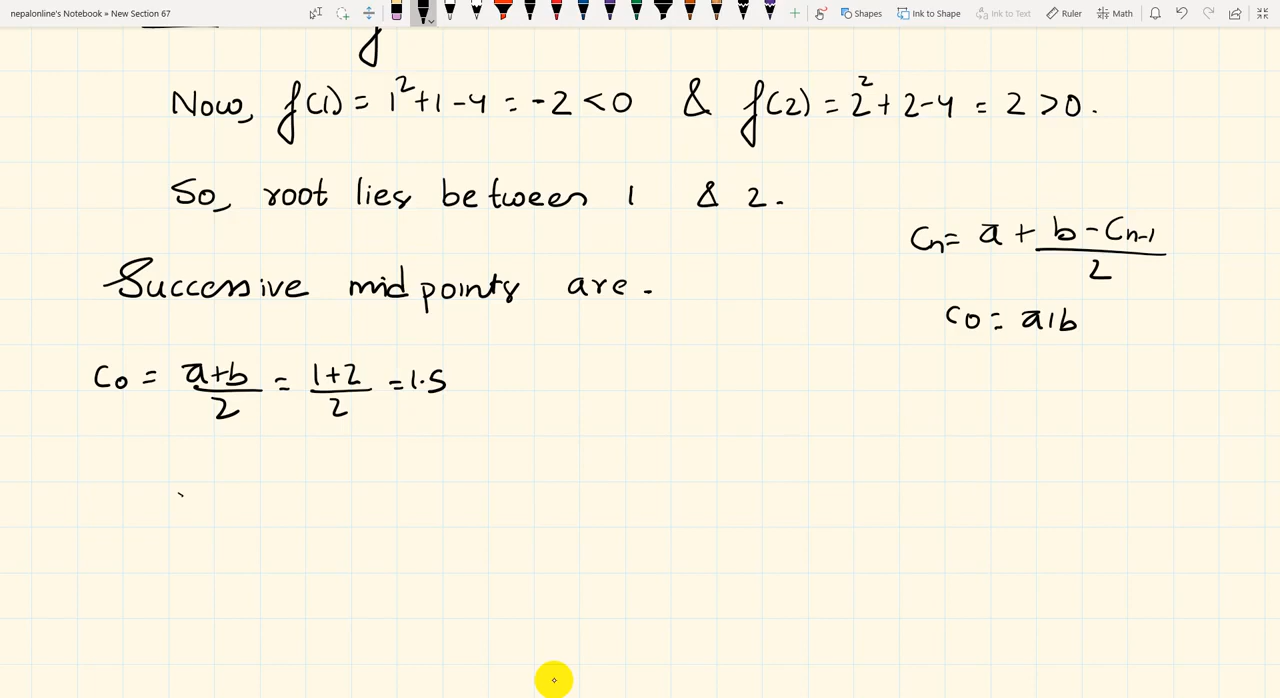 nepalonline's Notebook » New Section 67
Shapes Ink to Shape Ink to Text Ruler Math
Now, f(1) = 1²+1-4 = -2 < 0 & f(2) = 2²+2-4 = 2 > 0.
So, root lies between 1 & 2.
Cn = a + (b - Cn-1)/2
Successive midpoints are.
C0 = a1b
C0 = (a+b)/2 = (1+2)/2 = 1.5